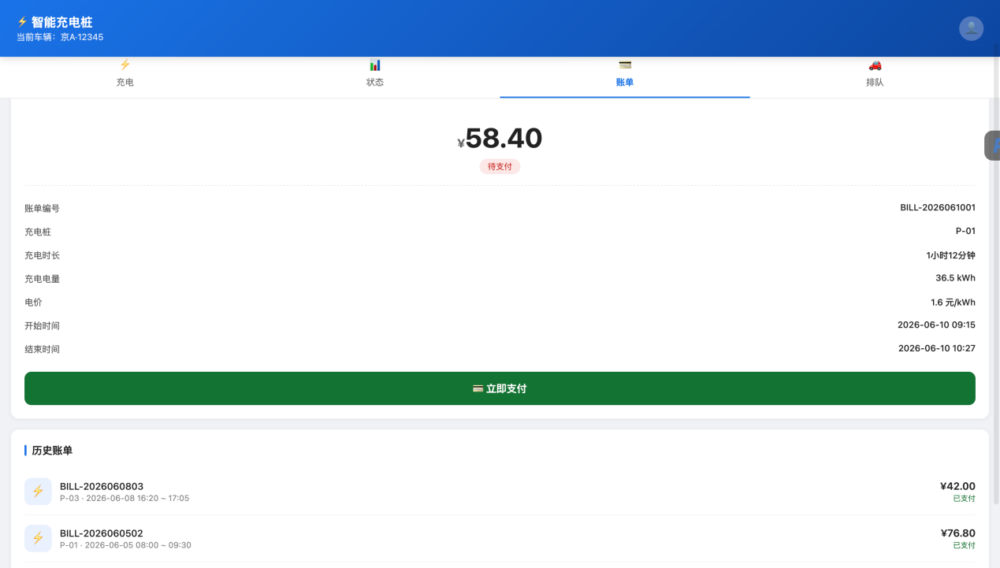 智能充电桩
当前车辆：京A·12345
充电
状态
账单
排队
¥58.40
待支付
账单编号 BILL-2026061001
充电桩 P-01
充电时长 1小时12分钟
充电电量 36.5 kWh
电价 1.6 元/kWh
开始时间 2026-06-10 09:15
结束时间 2026-06-10 10:27
立即支付
历史账单
BILL-2026060803 ¥42.00
P-03 · 2026-06-08 16:20 ~ 17:05 已支付
BILL-2026060502 ¥76.80
P-01 · 2026-06-05 08:00 ~ 09:30 已支付